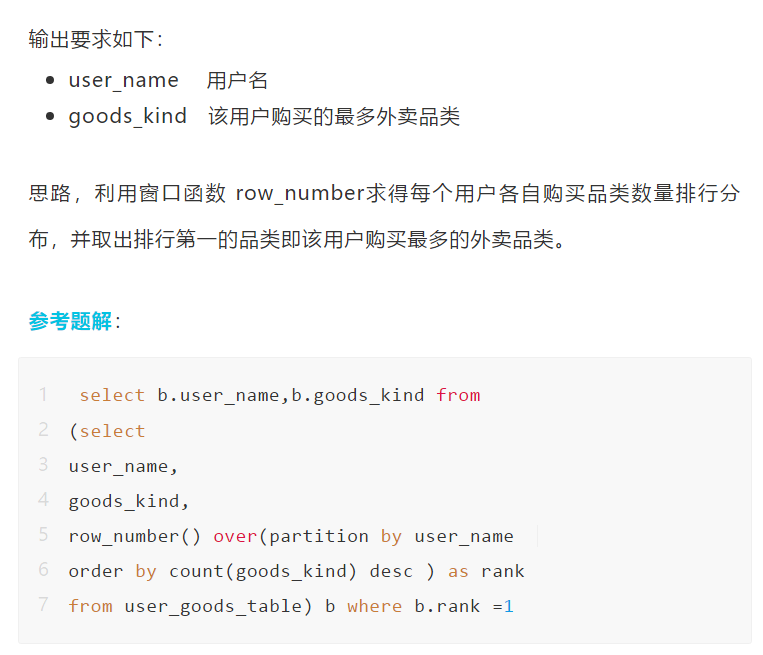 输出要求如下：
• user_name 用户名
• goods_kind 该用户购买的最多外卖品类
思路，利用窗口函数 row_number求得每个用户各自购买品类数量排行分
布，并取出排行第一的品类即该用户购买最多的外卖品类。
参考题解：
1 select b.user_name,b.goods_kind from
2 (select
3 user_name,
4 goods_kind,
5 row_number() over(partition by user_name
6 order by count(goods_kind) desc ) as rank
7 from user_goods_table) b where b.rank =1